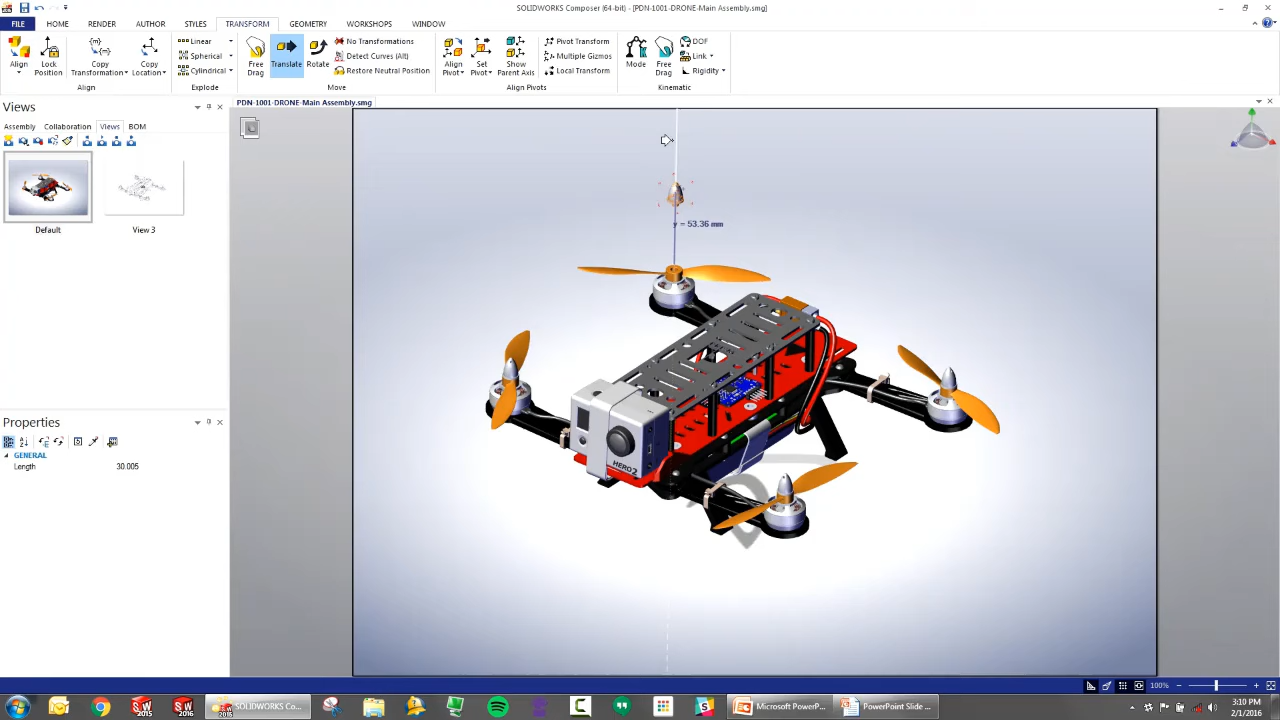 SOLIDWORKS Composer (64-bit) - [PDN-1001-DRONE-Main Assembly.smg]
FILE HOME RENDER AUTHOR STYLES TRANSFORM GEOMETRY WORKSHOPS WINDOW
Align
Lock Position
Copy Transformation
Copy Location
Align
Linear
Spherical
Cylindrical
Explode
Free Drag
Translate
Rotate
No Transformations
Detect Curves (Alt)
Restore Neutral Position
Move
Align Pivot
Set Pivot
Show Parent Axis
Pivot Transform
Multiple Gizmos
Local Transform
Align Pivots
Mode
Free Drag
DOF
Link
Rigidity
Kinematic
Views
PDN-1001-DRONE-Main Assembly.smg
Assembly Collaboration Views BOM
Default
View 3
y = 53.36 mm
HERO2
Properties
GENERAL
Length 30.005
100%
2015
2016
2015
SOLIDWORKS Co...
Microsoft PowerP...
PowerPoint Slide ...
3:10 PM
2/1/2016